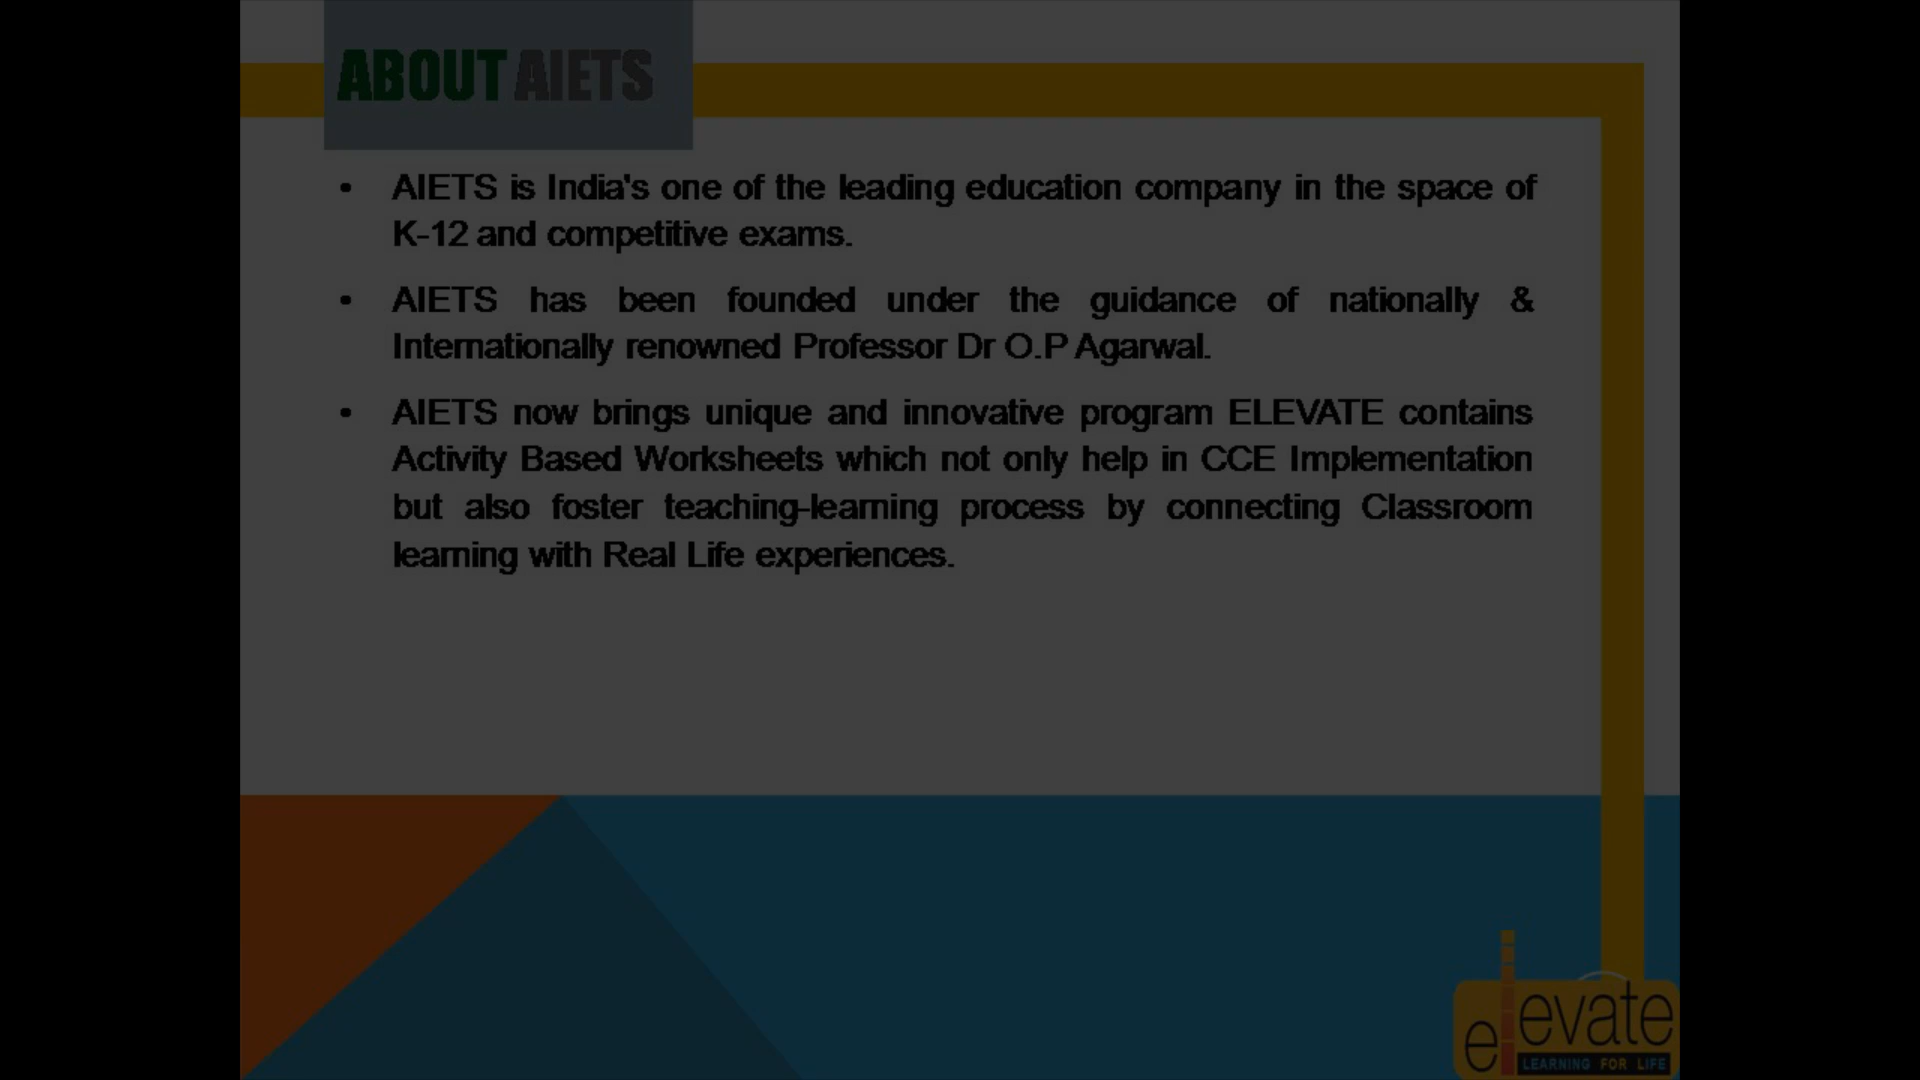 ABOUT AIETS
• AIETS is India's one of the leading education company in the space of
K-12 and competitive exams.
• AIETS has been founded under the guidance of nationally &
Internationally renowned Professor Dr O.P Agarwal.
• AIETS now brings unique and innovative program ELEVATE contains
Activity Based Worksheets which not only help in CCE Implementation
but also foster teaching-learning process by connecting Classroom
learning with Real Life experiences.
elevate
LEARNING FOR LIFE